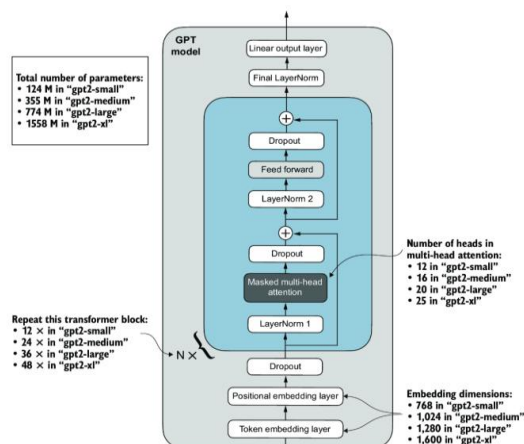 GPT
model
Linear output layer
Final LayerNorm
Total number of parameters:
• 124 M in “gpt2-small”
• 355 M in “gpt2-medium”
• 774 M in “gpt2-large”
• 1558 M in “gpt2-xl”
+
Dropout
Feed forward
LayerNorm 2
+
Dropout
Masked multi-head
attention
LayerNorm 1
Number of heads in
multi-head attention:
• 12 in “gpt2-small”
• 16 in “gpt2-medium”
• 20 in “gpt2-large”
• 25 in “gpt2-xl”
Repeat this transformer block:
• 12 × in “gpt2-small”
• 24 × in “gpt2-medium”
• 36 × in “gpt2-large”
• 48 × in “gpt2-xl”
N × {
Dropout
Positional embedding layer
Token embedding layer
Embedding dimensions:
• 768 in “gpt2-small”
• 1,024 in “gpt2-medium”
• 1,280 in “gpt2-large”
• 1,600 in “gpt2-xl”